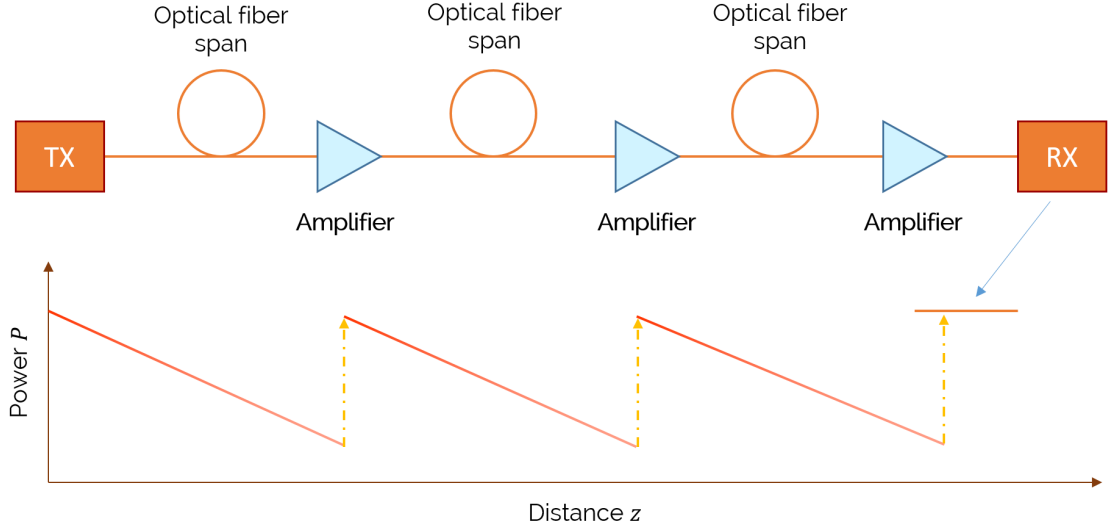 Optical fiber
span
Optical fiber
span
Optical fiber
span
TX
RX
Amplifier
Amplifier
Amplifier
Power P
Distance z